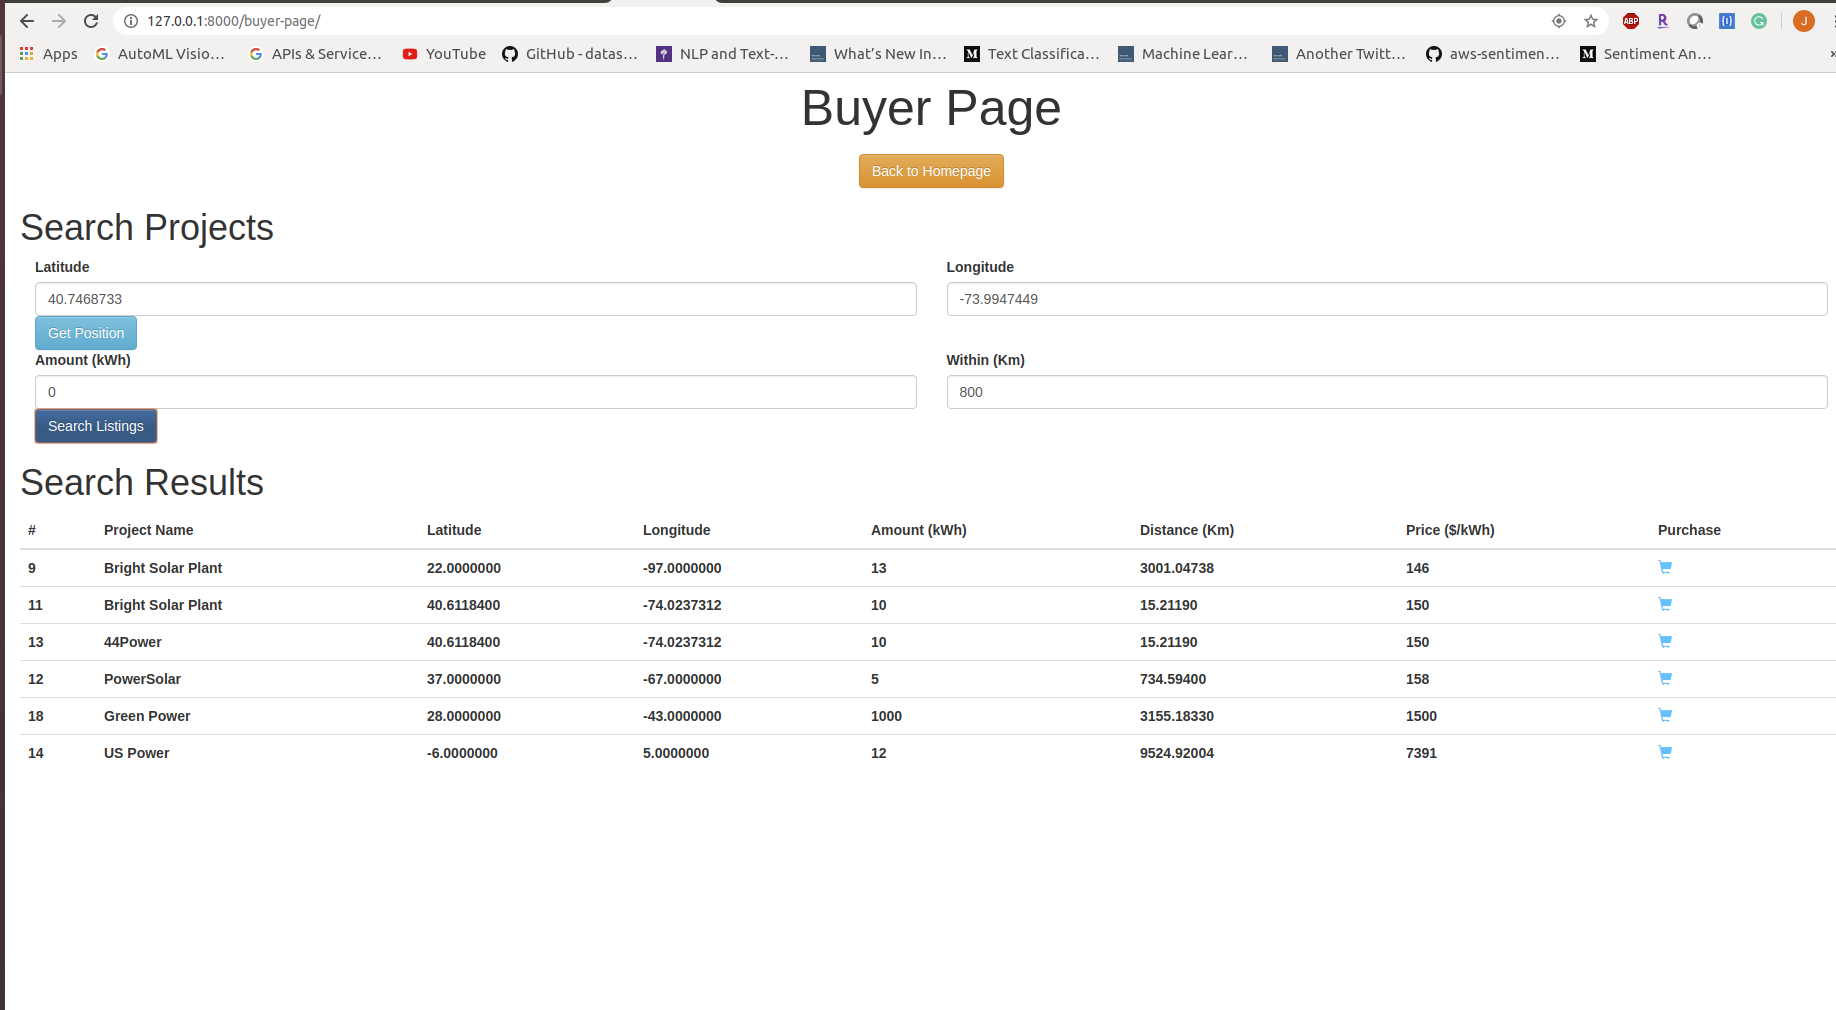 127.0.0.1:8000/buyer-page/
ABP R J
Apps AutoML Visio... APIs & Service... YouTube GitHub - datas... NLP and Text-... What's New In... Text Classifica... Machine Lear... Another Twitt... aws-sentimen... Sentiment An...
Buyer Page
Back to Homepage
Search Projects
Latitude Longitude
40.7468733 -73.9947449
Get Position
Amount (kWh) Within (Km)
0 800
Search Listings
Search Results
# Project Name Latitude Longitude Amount (kWh) Distance (Km) Price ($/kWh) Purchase
9 Bright Solar Plant 22.0000000 -97.0000000 13 3001.04738 146
11 Bright Solar Plant 40.6118400 -74.0237312 10 15.21190 150
13 44Power 40.6118400 -74.0237312 10 15.21190 150
12 PowerSolar 37.0000000 -67.0000000 5 734.59400 158
18 Green Power 28.0000000 -43.0000000 1000 3155.18330 1500
14 US Power -6.0000000 5.0000000 12 9524.92004 7391